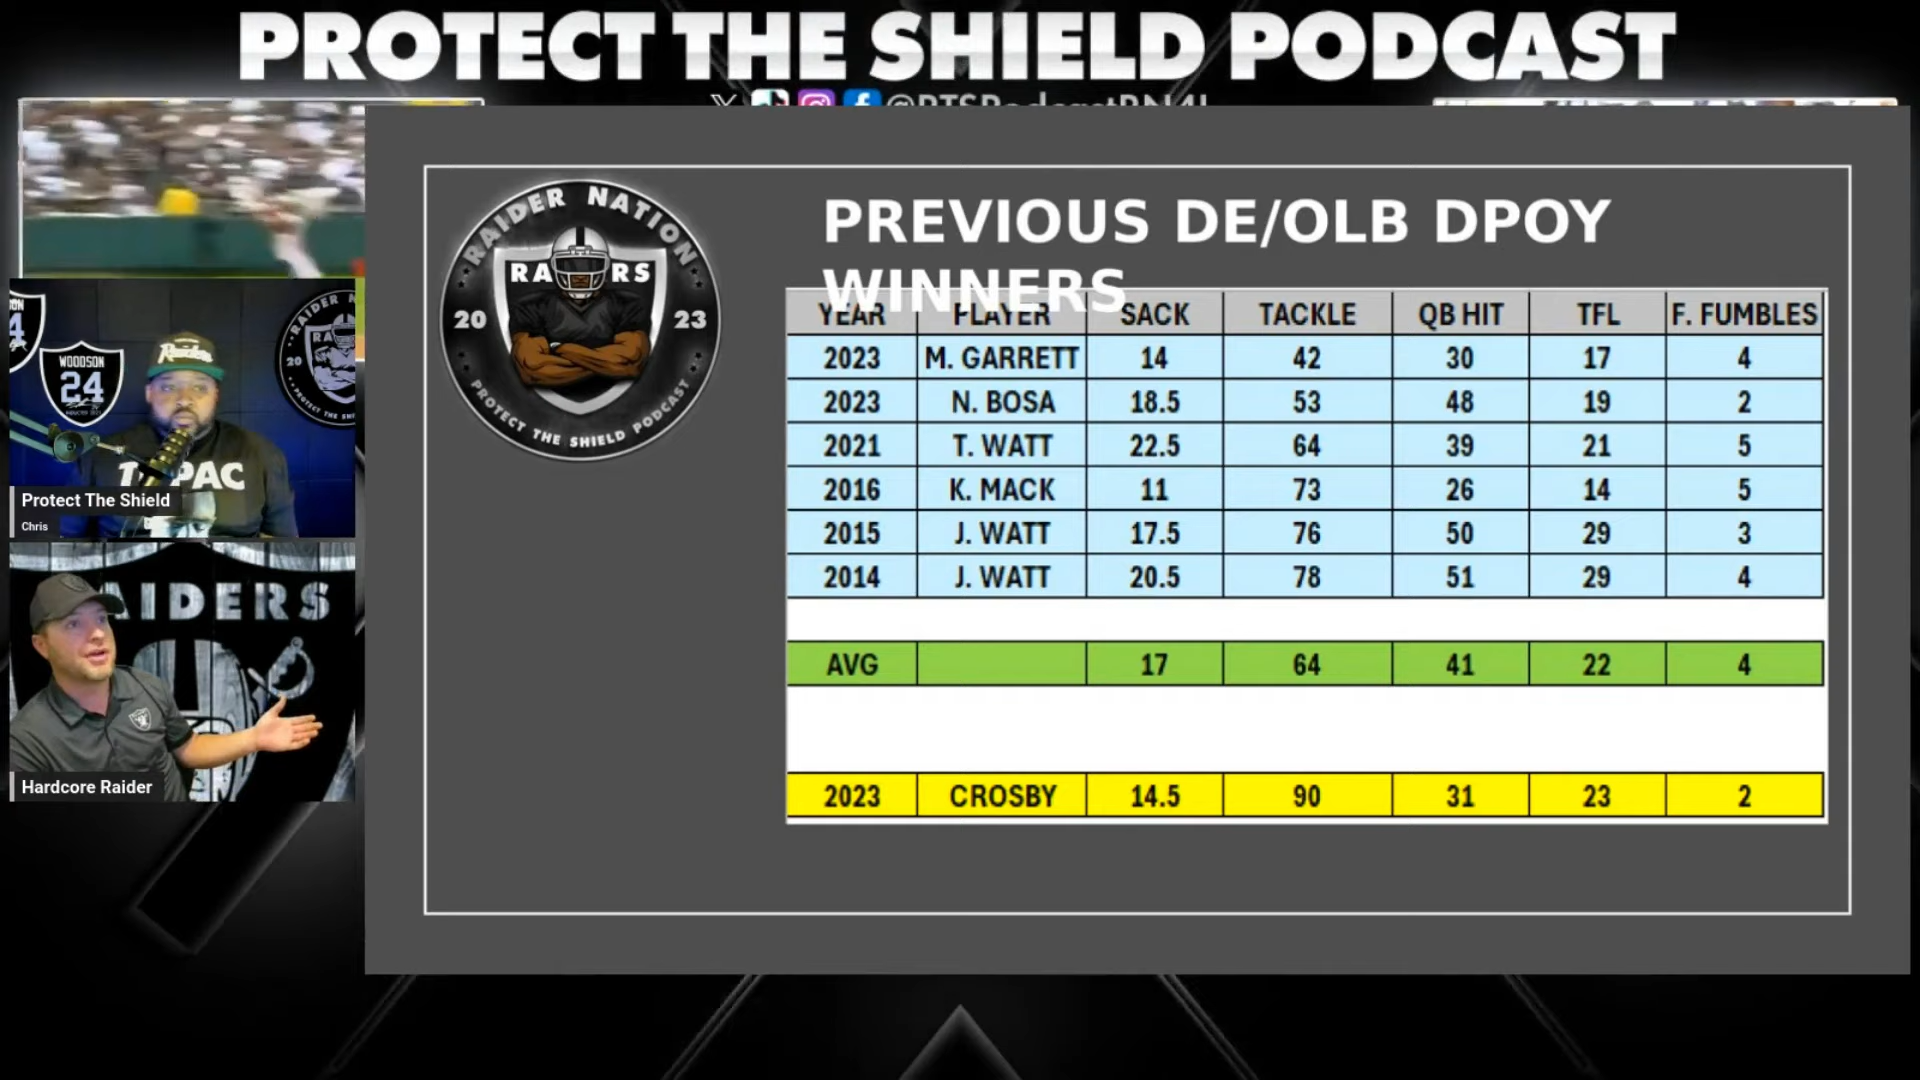 PROTECT THE SHIELD PODCAST
@PTSPodcastRN4L
RAIDER NATION
RA RS
20 23
PROTECT THE SHIELD PODCAST
PREVIOUS DE/OLB DPOY
WINNERS
YEAR PLAYER SACK TACKLE QB HIT TFL F. FUMBLES
2023 M. GARRETT 14 42 30 17 4
2023 N. BOSA 18.5 53 48 19 2
2021 T. WATT 22.5 64 39 21 5
2016 K. MACK 11 73 26 14 5
2015 J. WATT 17.5 76 50 29 3
2014 J. WATT 20.5 78 51 29 4
AVG 17 64 41 22 4
2023 CROSBY 14.5 90 31 23 2
WOODSON
24
Raiders
20
PAC
Protect The Shield
Chris
AIDERS
Hardcore Raider